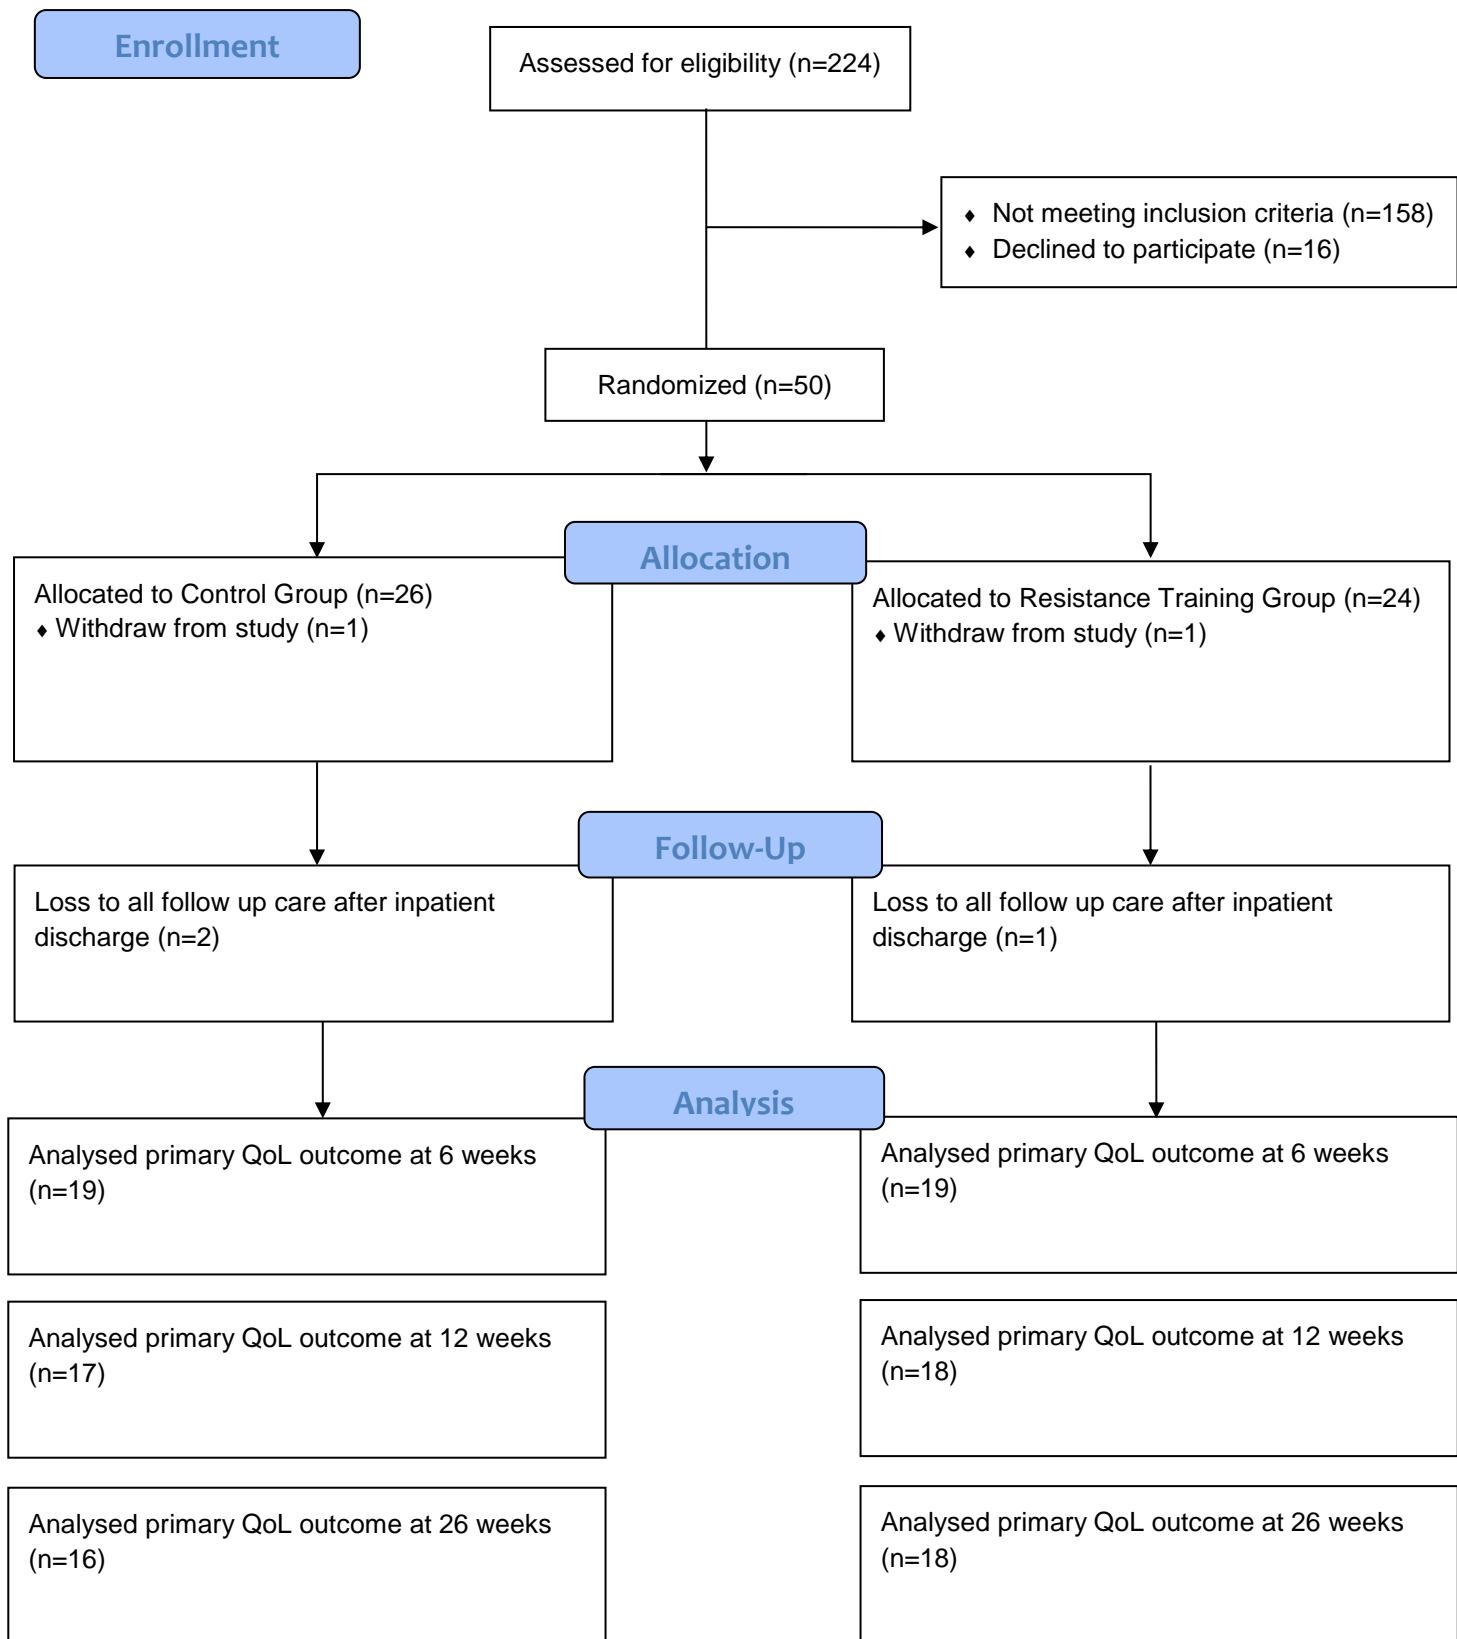 Enrollment
Assessed for eligibility (n=224)
♦ Not meeting inclusion criteria (n=158)
♦ Declined to participate (n=16)
Randomized (n=50)
Allocation
Allocated to Control Group (n=26)
♦ Withdraw from study (n=1)
Allocated to Resistance Training Group (n=24)
♦ Withdraw from study (n=1)
Follow-Up
Loss to all follow up care after inpatient
discharge (n=2)
Loss to all follow up care after inpatient
discharge (n=1)
Analysis
Analysed primary QoL outcome at 6 weeks
(n=19)
Analysed primary QoL outcome at 6 weeks
(n=19)
Analysed primary QoL outcome at 12 weeks
(n=17)
Analysed primary QoL outcome at 12 weeks
(n=18)
Analysed primary QoL outcome at 26 weeks
(n=16)
Analysed primary QoL outcome at 26 weeks
(n=18)